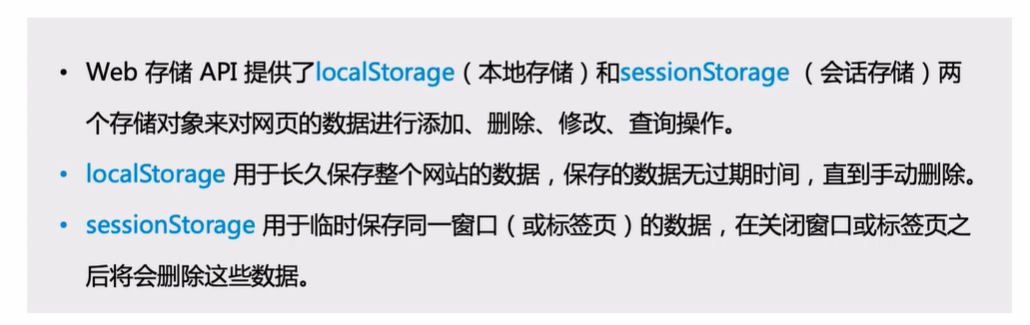 • Web 存储 API 提供了localStorage（本地存储）和sessionStorage （会话存储）两
个存储对象来对网页的数据进行添加、删除、修改、查询操作。
• localStorage 用于长久保存整个网站的数据，保存的数据无过期时间，直到手动删除。
• sessionStorage 用于临时保存同一窗口（或标签页）的数据，在关闭窗口或标签页之
后将会删除这些数据。